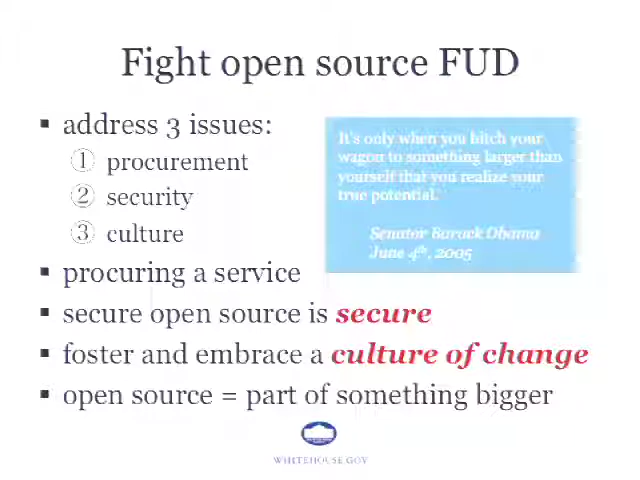 Fight open source FUD
▪ address 3 issues:
① procurement
② security
③ culture
▪ procuring a service
▪ secure open source is secure
▪ foster and embrace a culture of change
▪ open source = part of something bigger
It's only when you hitch your
wagon to something larger than
yourself that you realize your
true potential.
Senator Barack Obama
June 4th, 2005
WHITEHOUSE.GOV